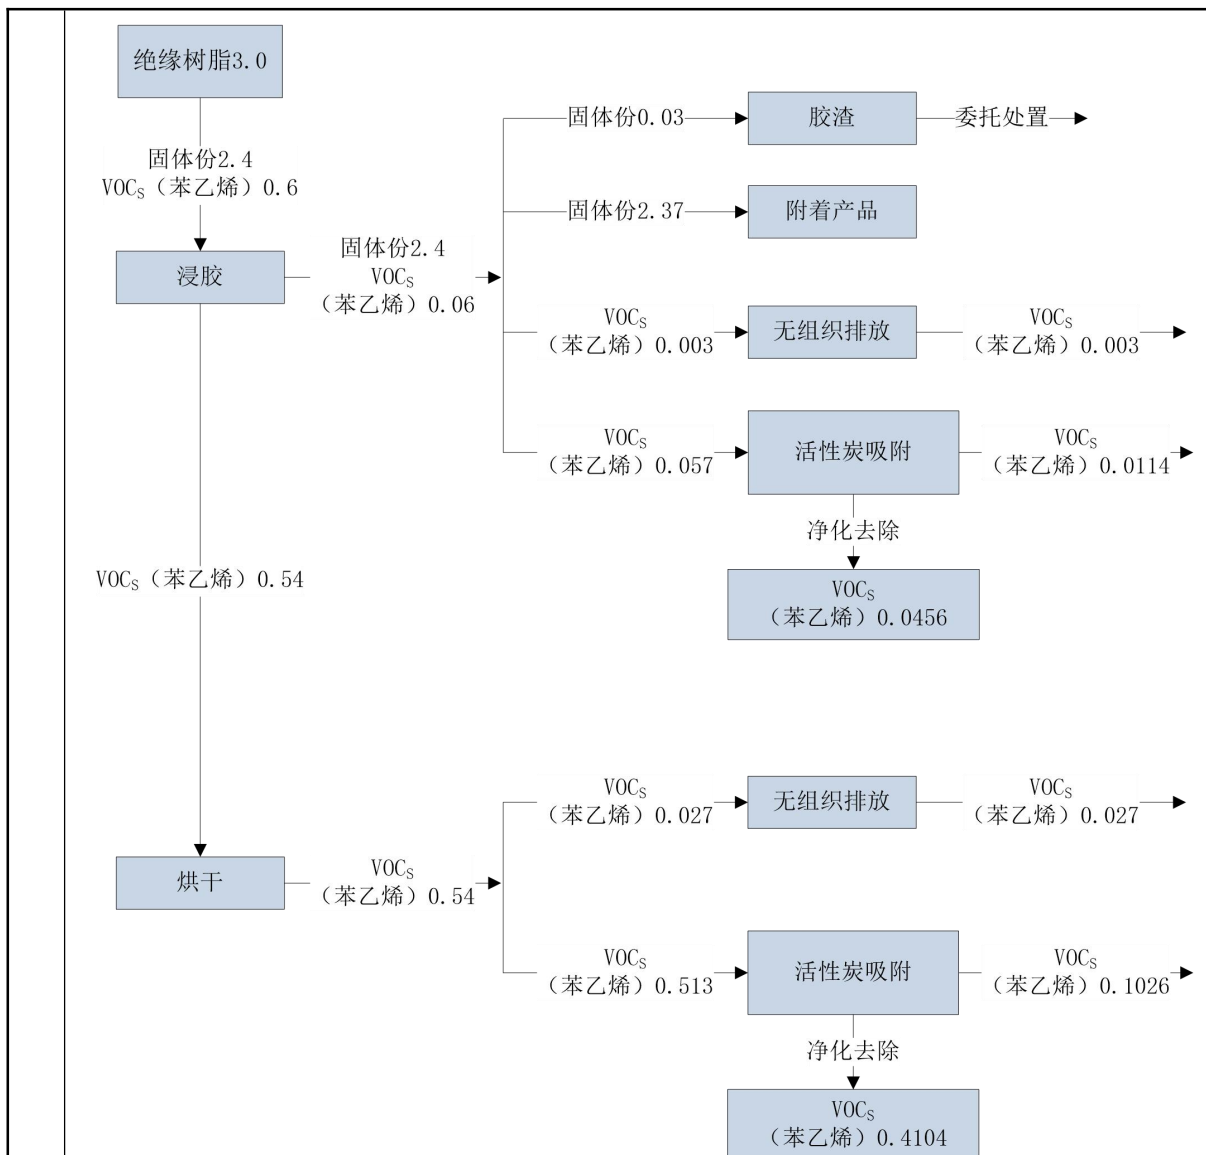 绝缘树脂3.0
固体份2.4
VOCS（苯乙烯）0.6
浸胶
固体份2.4
VOCS
（苯乙烯）0.06
固体份0.03
胶渣
委托处置
固体份2.37
附着产品
VOCS
（苯乙烯）0.003
无组织排放
VOCS
（苯乙烯）0.003
VOCS
（苯乙烯）0.057
活性炭吸附
VOCS
（苯乙烯）0.0114
净化去除
VOCS
（苯乙烯）0.0456
VOCS（苯乙烯）0.54
烘干
VOCS
（苯乙烯）0.54
VOCS
（苯乙烯）0.027
无组织排放
VOCS
（苯乙烯）0.027
VOCS
（苯乙烯）0.513
活性炭吸附
VOCS
（苯乙烯）0.1026
净化去除
VOCS
（苯乙烯）0.4104